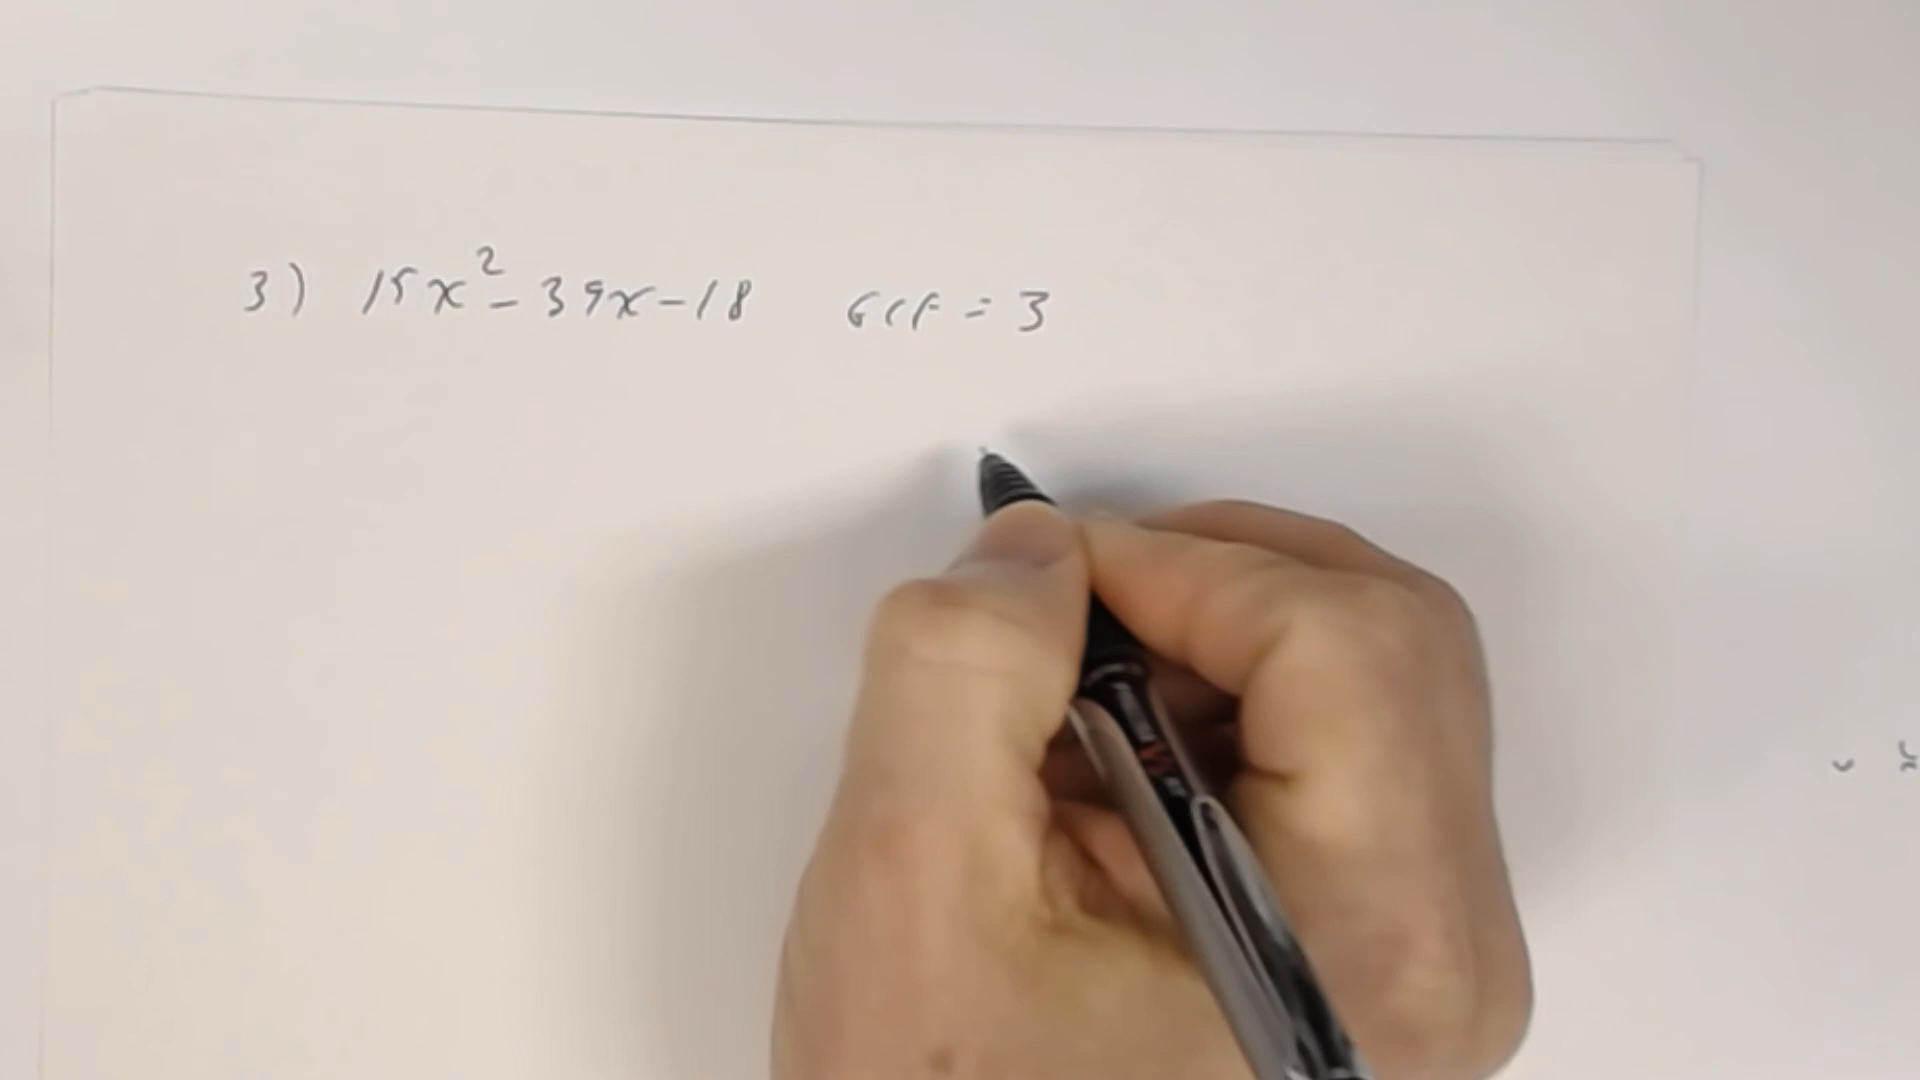 3) 15x² - 39x - 18 GCF = 3